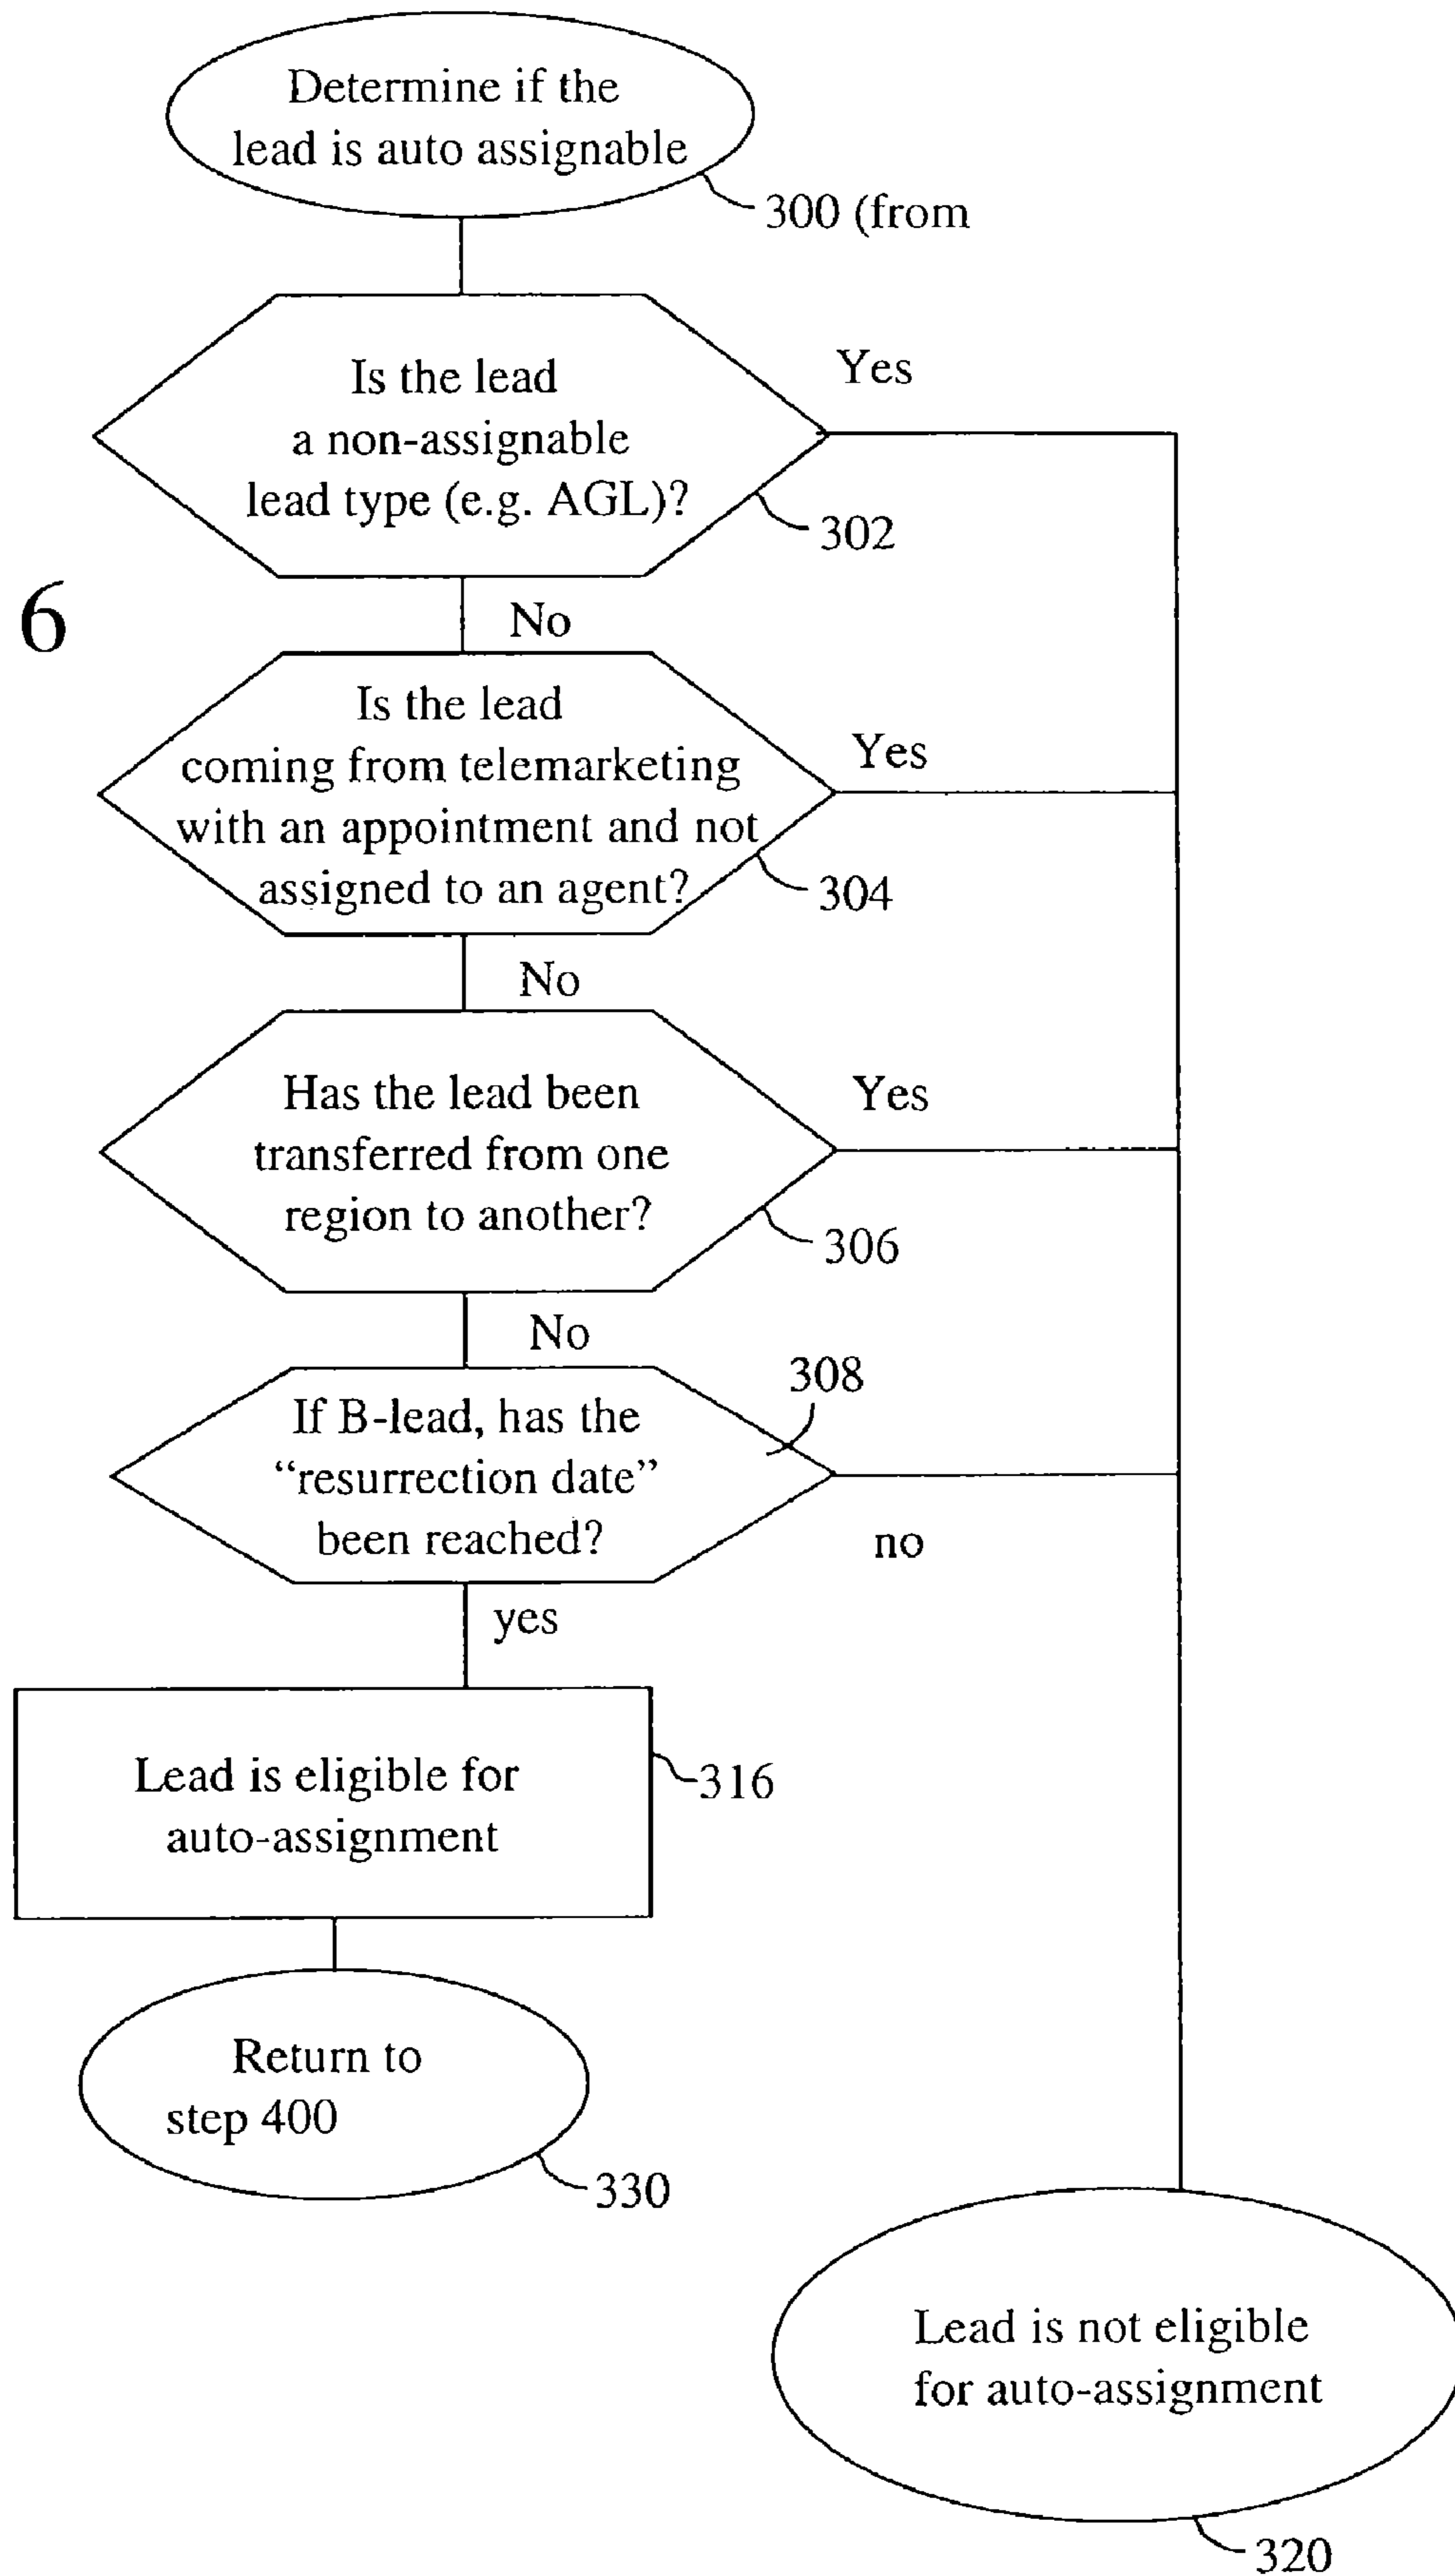 Determine if the
lead is auto assignable
300 (from
Is the lead
a non-assignable
lead type (e.g. AGL)?
Yes
302
6
No
Is the lead
coming from telemarketing
with an appointment and not
assigned to an agent?
Yes
304
No
Has the lead been
transferred from one
region to another?
Yes
306
No
308
If B-lead, has the
“resurrection date”
been reached?
no
yes
Lead is eligible for
auto-assignment
316
Return to
step 400
330
Lead is not eligible
for auto-assignment
320